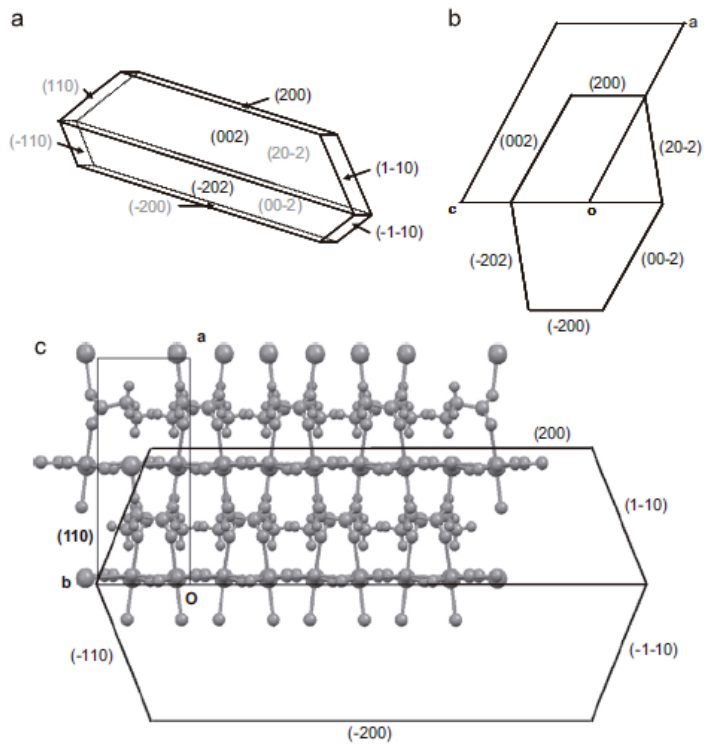 a
(110)
(200)
(-110)
(002)
(20-2)
(1-10)
(-202)
(-200)
(00-2)
(-1-10)
b
a
(200)
(002)
(20-2)
c
o
(-202)
(00-2)
(-200)
c
a
(200)
(1-10)
(110)
b
O
(-110)
(-1-10)
(-200)